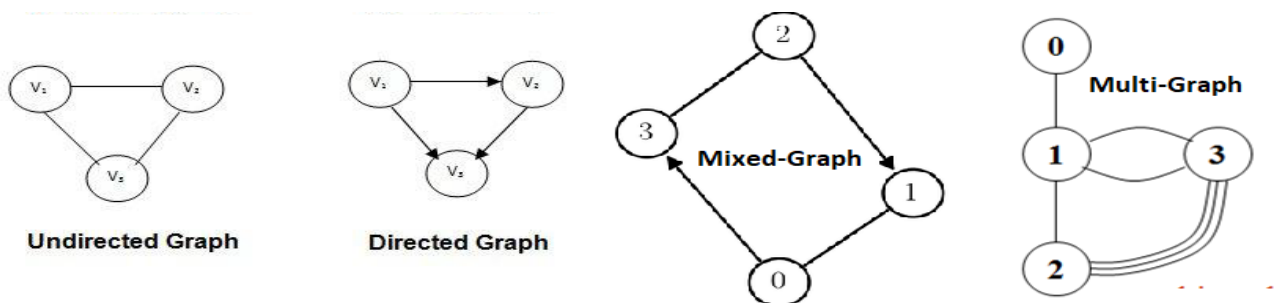 V₁
V₂
V₃
Undirected Graph
V₁
V₂
V₃
Directed Graph
2
3
Mixed-Graph
1
0
0
Multi-Graph
1
3
2